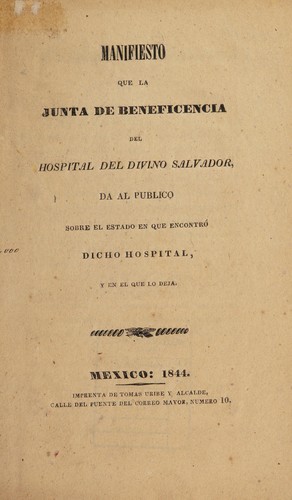 MANIFIESTO
QUE LA
JUNTA DE BENEFICENCIA
DEL
HOSPITAL DEL DIVINO SALVADOR,
DA AL PUBLICO
SOBRE EL ESTADO EN QUE ENCONTRÓ
DICHO HOSPITAL,
Y EN EL QUE LO DEJA.
MEXICO: 1844.
IMPRENTA DE TOMAS URIBE Y ALCALDE,
CALLE DEL PUENTE DEL CORREO MAYOR, NUMERO 10.